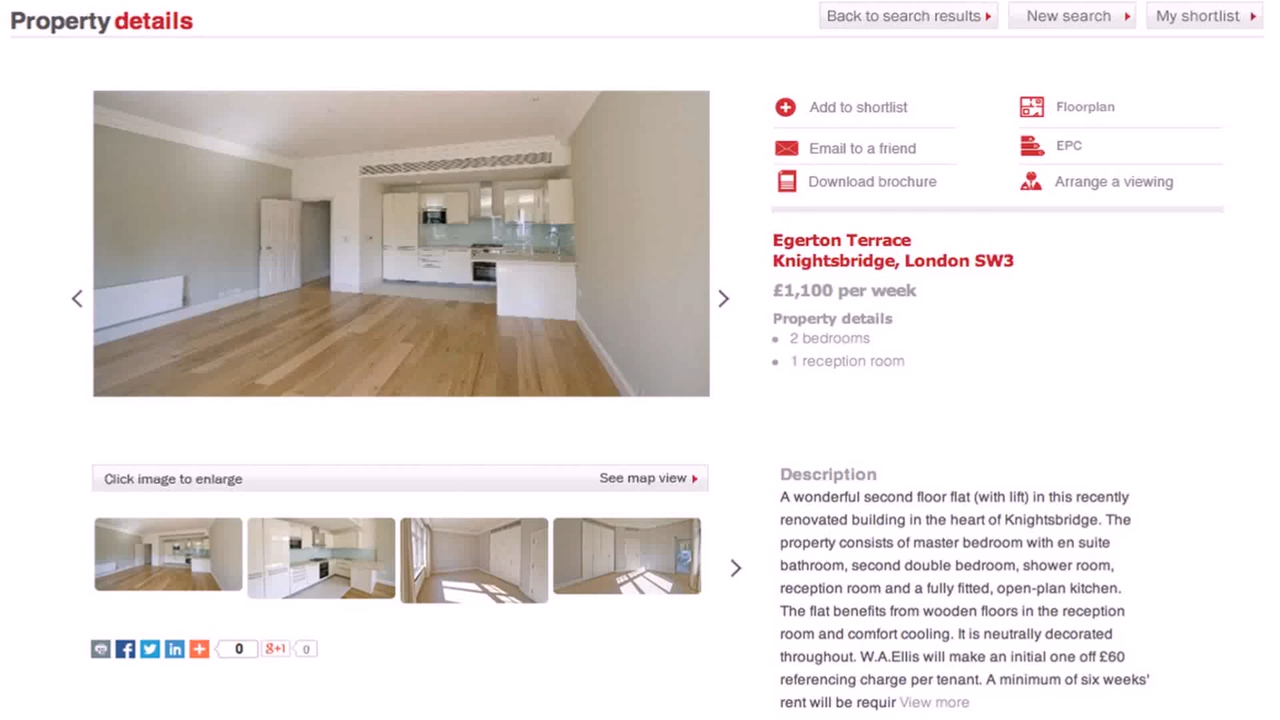 Property details
Back to search results
New search
My shortlist
Add to shortlist
Floorplan
Email to a friend
EPC
Download brochure
Arrange a viewing
Egerton Terrace
Knightsbridge, London SW3
£1,100 per week
Property details
2 bedrooms
1 reception room
Click image to enlarge
See map view
Description
A wonderful second floor flat (with lift) in this recently
renovated building in the heart of Knightsbridge. The
property consists of master bedroom with en suite
bathroom, second double bedroom, shower room,
reception room and a fully fitted, open-plan kitchen.
The flat benefits from wooden floors in the reception
room and comfort cooling. It is neutrally decorated
throughout. W.A.Ellis will make an initial one off £60
referencing charge per tenant. A minimum of six weeks'
rent will be requir View more
f in + 0 g+1 0